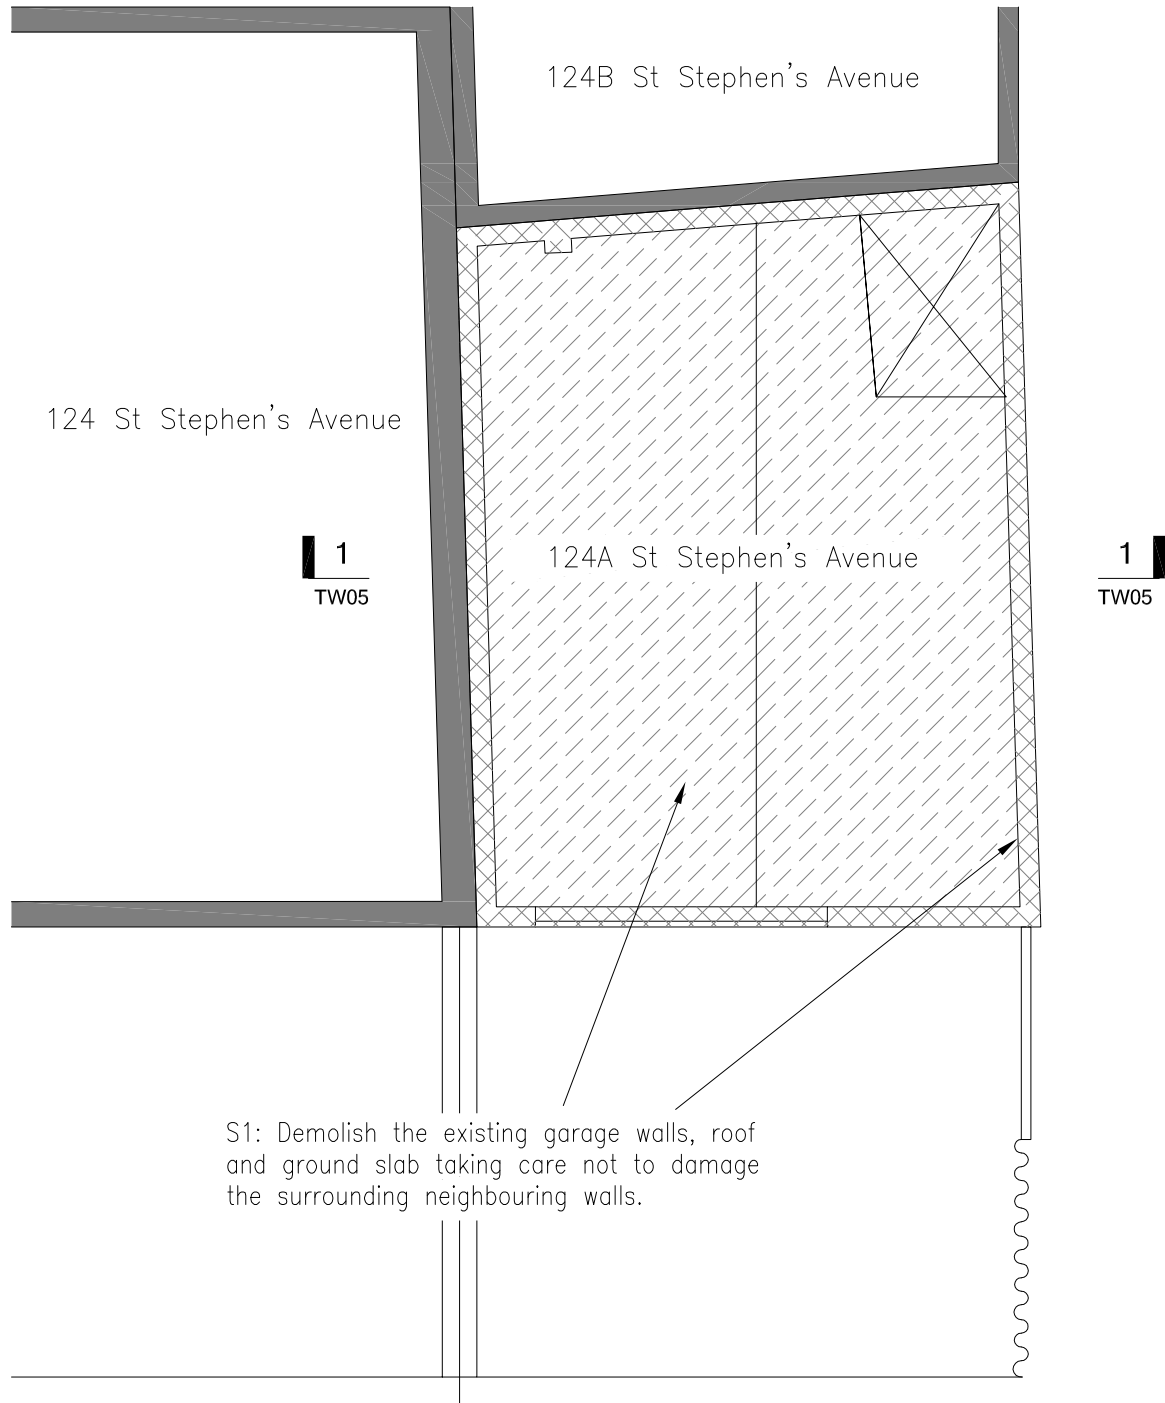 124B St Stephen's Avenue
124 St Stephen's Avenue
124A St Stephen's Avenue
1
TW05
1
TW05
S1: Demolish the existing garage walls, roof
and ground slab taking care not to damage
the surrounding neighbouring walls.